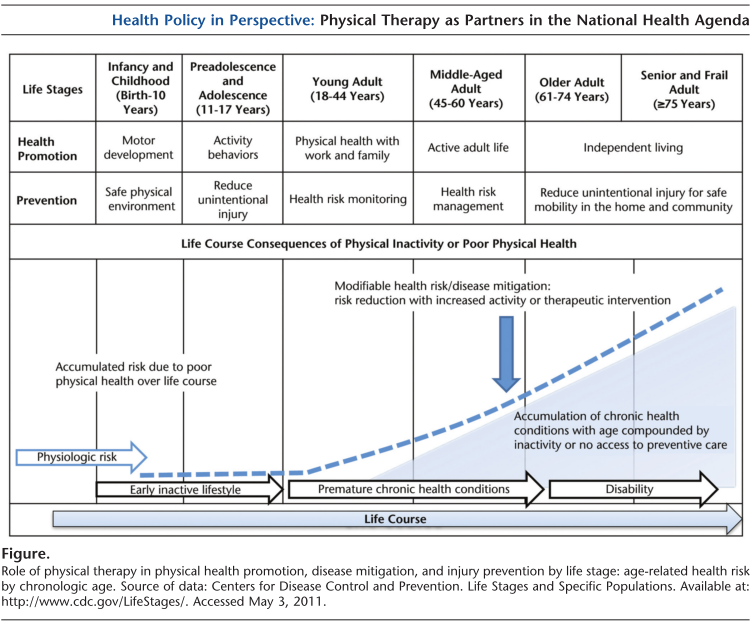 Health Policy in Perspective: Physical Therapy as Partners in the National Health Agenda
Life Stages
Infancy and
Childhood
(Birth-10
Years)
Preadolescence
and
Adolescence
(11-17 Years)
Young Adult
(18-44 Years)
Middle-Aged
Adult
(45-60 Years)
Older Adult
(61-74 Years)
Senior and Frail
Adult
(≥75 Years)
Health
Promotion
Motor
development
Activity
behaviors
Physical health with
work and family
Active adult life
Independent living
Prevention
Safe physical
environment
Reduce
unintentional
injury
Health risk monitoring
Health risk
management
Reduce unintentional injury for safe
mobility in the home and community
Life Course Consequences of Physical Inactivity or Poor Physical Health
Modifiable health risk/disease mitigation:
risk reduction with increased activity or therapeutic intervention
Accumulated risk due to poor
physical health over life course
Accumulation of chronic health
conditions with age compounded by
inactivity or no access to preventive care
Physiologic risk
Early inactive lifestyle
Premature chronic health conditions
Disability
Life Course
Figure.
Role of physical therapy in physical health promotion, disease mitigation, and injury prevention by life stage: age-related health risk
by chronologic age. Source of data: Centers for Disease Control and Prevention. Life Stages and Specific Populations. Available at:
http://www.cdc.gov/LifeStages/. Accessed May 3, 2011.